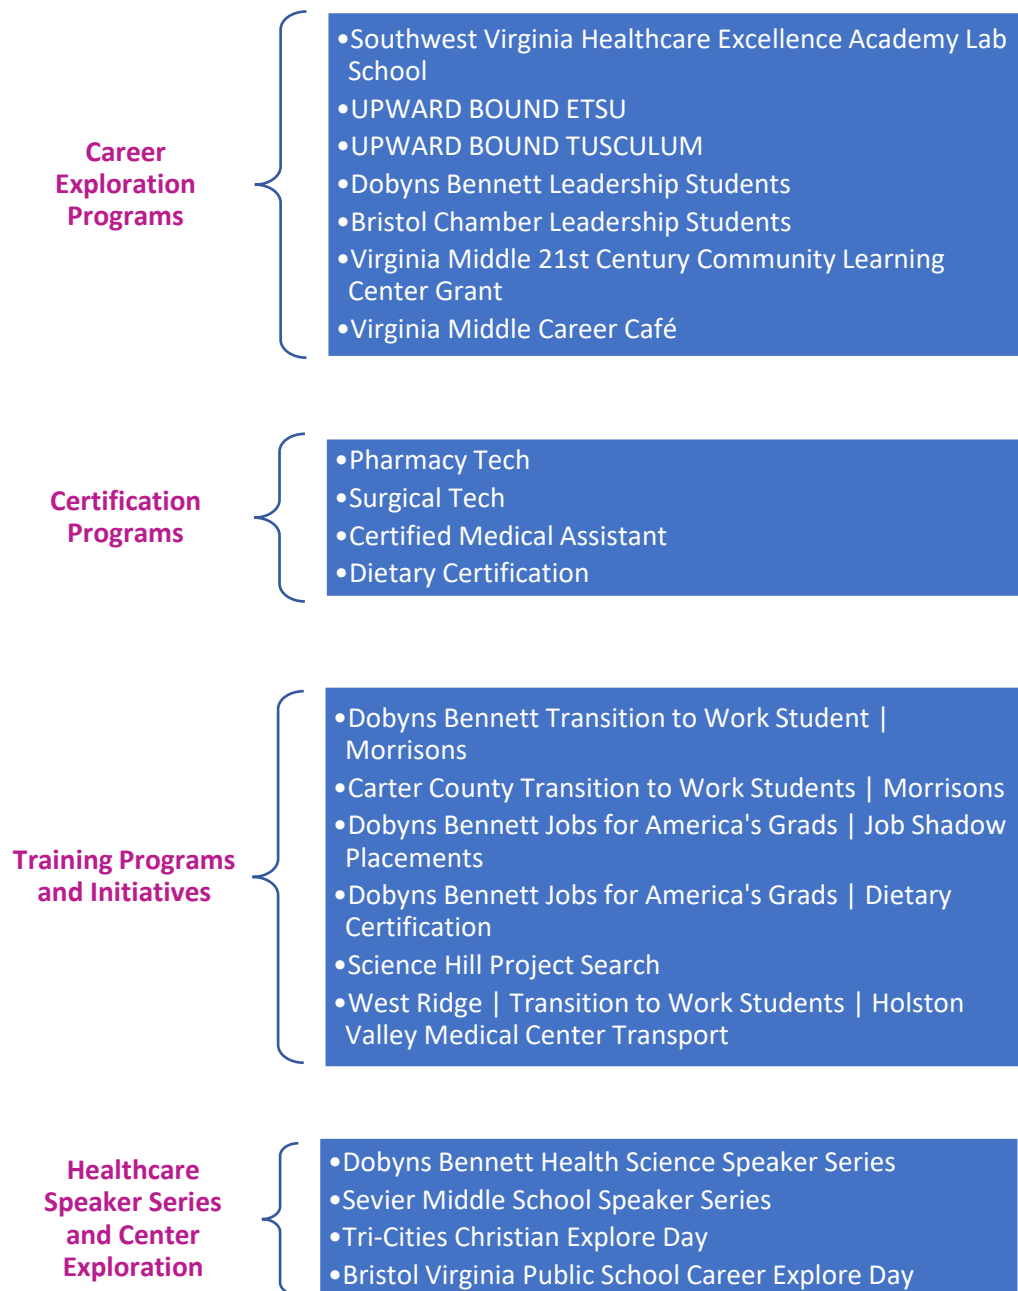 Career
Exploration
Programs
•Southwest Virginia Healthcare Excellence Academy Lab
School
•UPWARD BOUND ETSU
•UPWARD BOUND TUSCULUM
•Dobyns Bennett Leadership Students
•Bristol Chamber Leadership Students
•Virginia Middle 21st Century Community Learning
Center Grant
•Virginia Middle Career Café
Certification
Programs
•Pharmacy Tech
•Surgical Tech
•Certified Medical Assistant
•Dietary Certification
Training Programs
and Initiatives
•Dobyns Bennett Transition to Work Student |
Morrisons
•Carter County Transition to Work Students | Morrisons
•Dobyns Bennett Jobs for America's Grads | Job Shadow
Placements
•Dobyns Bennett Jobs for America's Grads | Dietary
Certification
•Science Hill Project Search
•West Ridge | Transition to Work Students | Holston
Valley Medical Center Transport
Healthcare
Speaker Series
and Center
Exploration
•Dobyns Bennett Health Science Speaker Series
•Sevier Middle School Speaker Series
•Tri-Cities Christian Explore Day
•Bristol Virginia Public School Career Explore Day